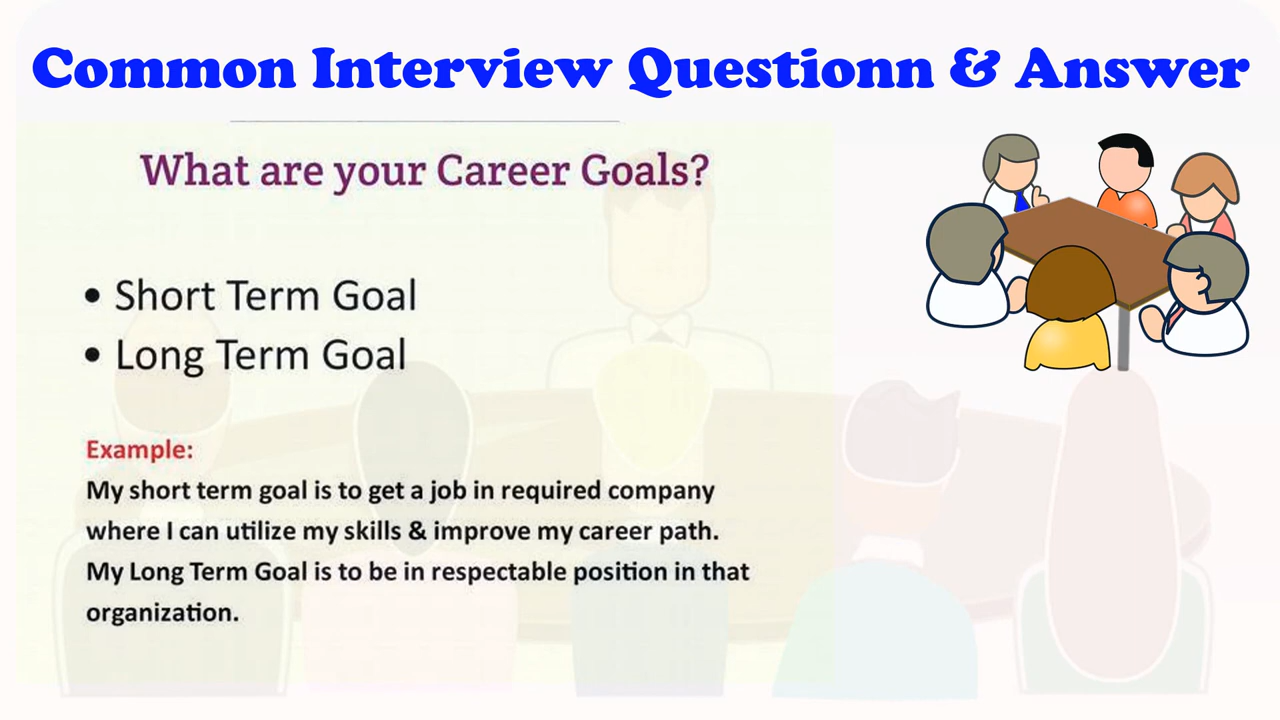 Common Interview Questionn & Answer
What are your Career Goals?
• Short Term Goal
• Long Term Goal
Example:
My short term goal is to get a job in required company
where I can utilize my skills & improve my career path.
My Long Term Goal is to be in respectable position in that
organization.